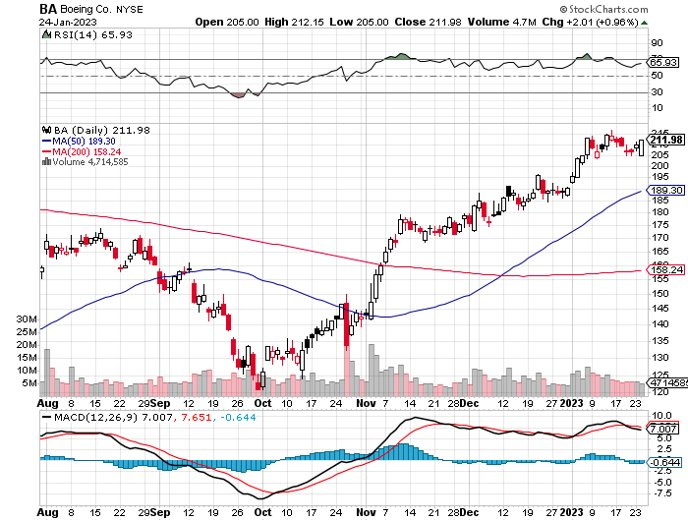 BA Boeing Co. NYSE © StockCharts.com
24-Jan-2023 Open 205.00 High 212.15 Low 205.00 Close 211.98 Volume 4.7M Chg +2.01 (+0.96%)
RSI(14) 65.93
90
70
65.93
50
30
10
BA (Daily) 211.98
MA(50) 189.30
MA(200) 158.24
Volume 4,714,585
215
211.98
205
200
195
189.30
185
180
175
170
165
160
158.24
155
150
145
140
135
130
125
120
30M
25M
20M
15M
10M
5M
4714585
Aug 8 15 22 29 Sep 12 19 26 Oct 10 17 24 Nov 7 14 21 28 Dec 12 19 27 2023 9 17 23
MACD(12,26,9) 7.007, 7.651, -0.644
10.0
7.007
5.0
2.5
-0.644
-2.5
-5.0
-7.5
Aug 8 15 22 29 Sep 12 19 26 Oct 10 17 24 Nov 7 14 21 28 Dec 12 19 27 2023 9 17 23